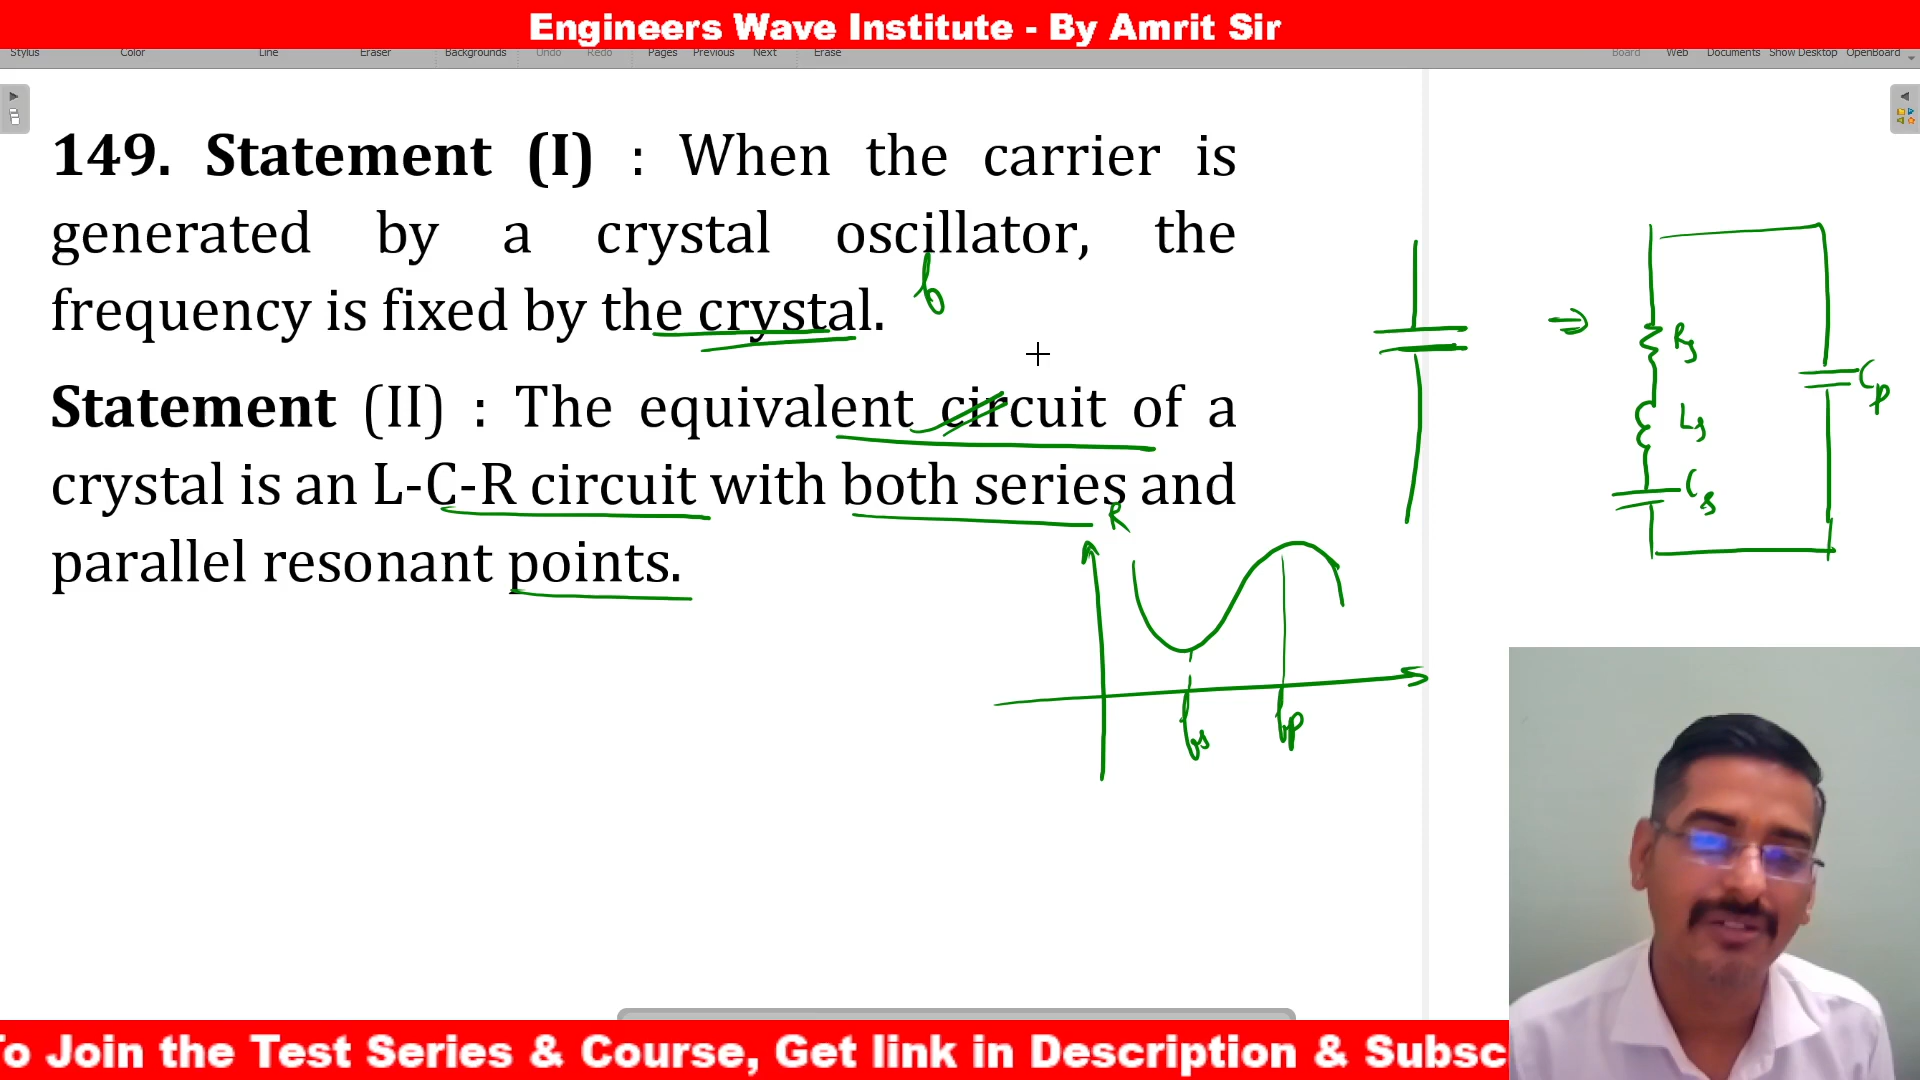 Engineers Wave Institute - By Amrit Sir
Stylus Color Line Eraser Backgrounds Undo Redo Pages Previous Next Erase Board Web Documents Show Desktop OpenBoard
149. Statement (I) : When the carrier is
generated by a crystal oscillator, the
frequency is fixed by the crystal.
Statement (II) : The equivalent circuit of a
crystal is an L-C-R circuit with both series and
parallel resonant points.
f
R
fs
fp
⇒
Rs
Ls
Cs
Cp
To Join the Test Series & Course, Get link in Description & Subsc